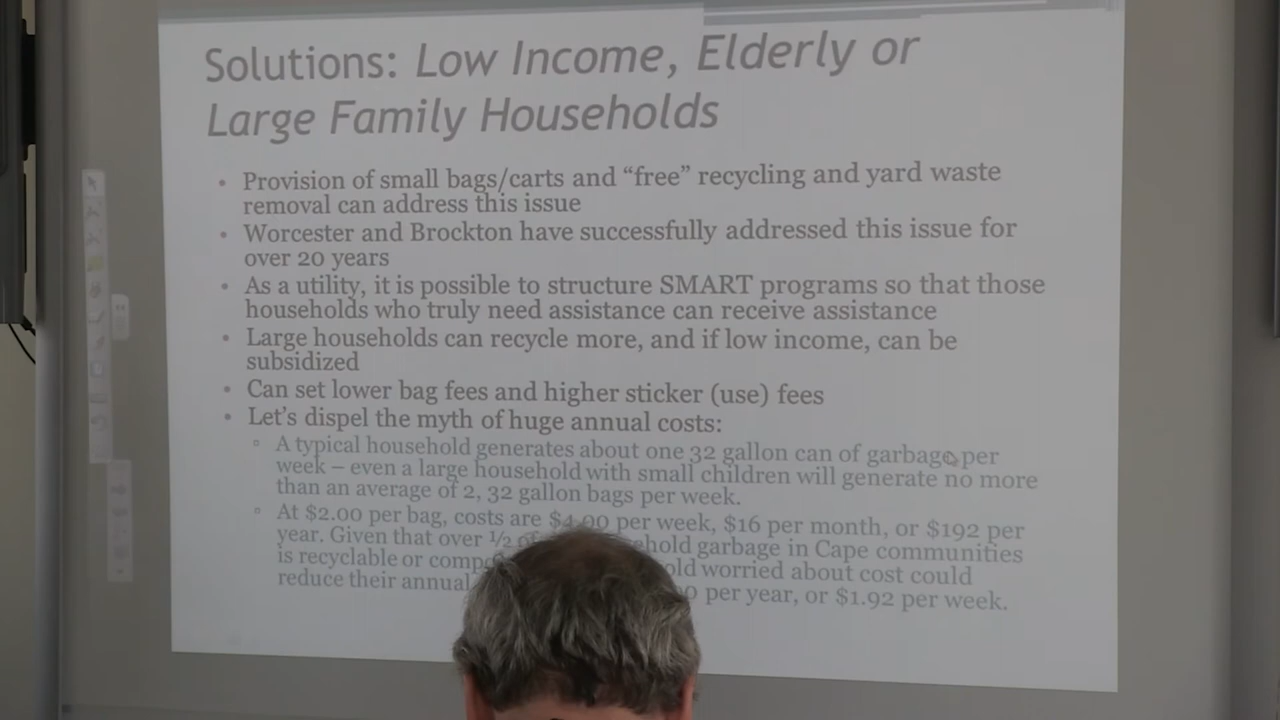 Solutions: Low Income, Elderly or
Large Family Households
• Provision of small bags/carts and “free” recycling and yard waste
removal can address this issue
• Worcester and Brockton have successfully addressed this issue for
over 20 years
• As a utility, it is possible to structure SMART programs so that those
households who truly need assistance can receive assistance
• Large households can recycle more, and if low income, can be
subsidized
• Can set lower bag fees and higher sticker (use) fees
• Let’s dispel the myth of huge annual costs:
▫ A typical household generates about one 32 gallon can of garbage per
week – even a large household with small children will generate no more
than an average of 2, 32 gallon bags per week.
▫ At $2.00 per bag, costs are $4.00 per week, $16 per month, or $192 per
year. Given that over ½ of garbage in Cape communities
is recyclable or worried about cost could
reduce their annual per year, or $1.92 per week.